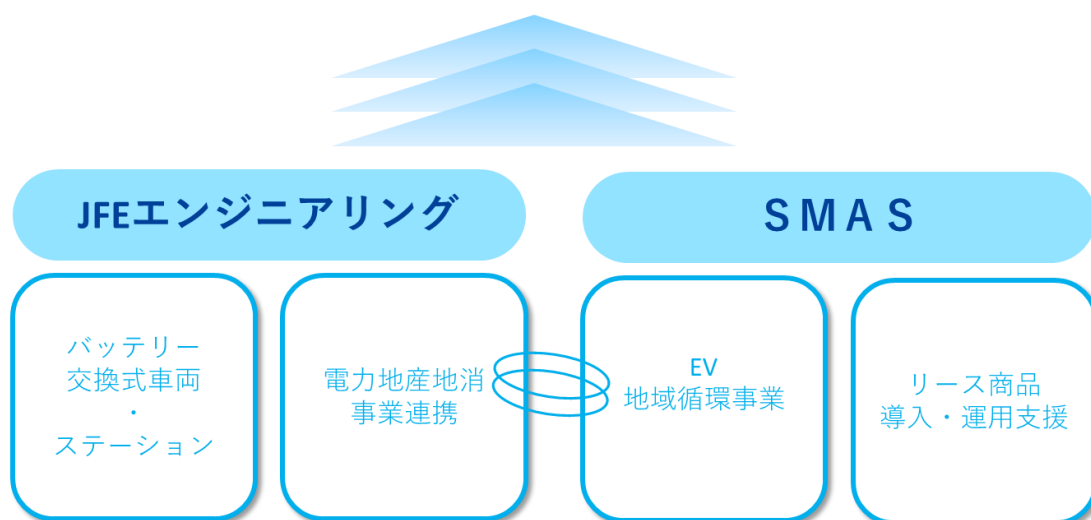 JFEエンジニアリング
SMAS
バッテリー
交換式車両
・
ステーション
電力地産地消
事業連携
EV
地域循環事業
リース商品
導入・運用支援